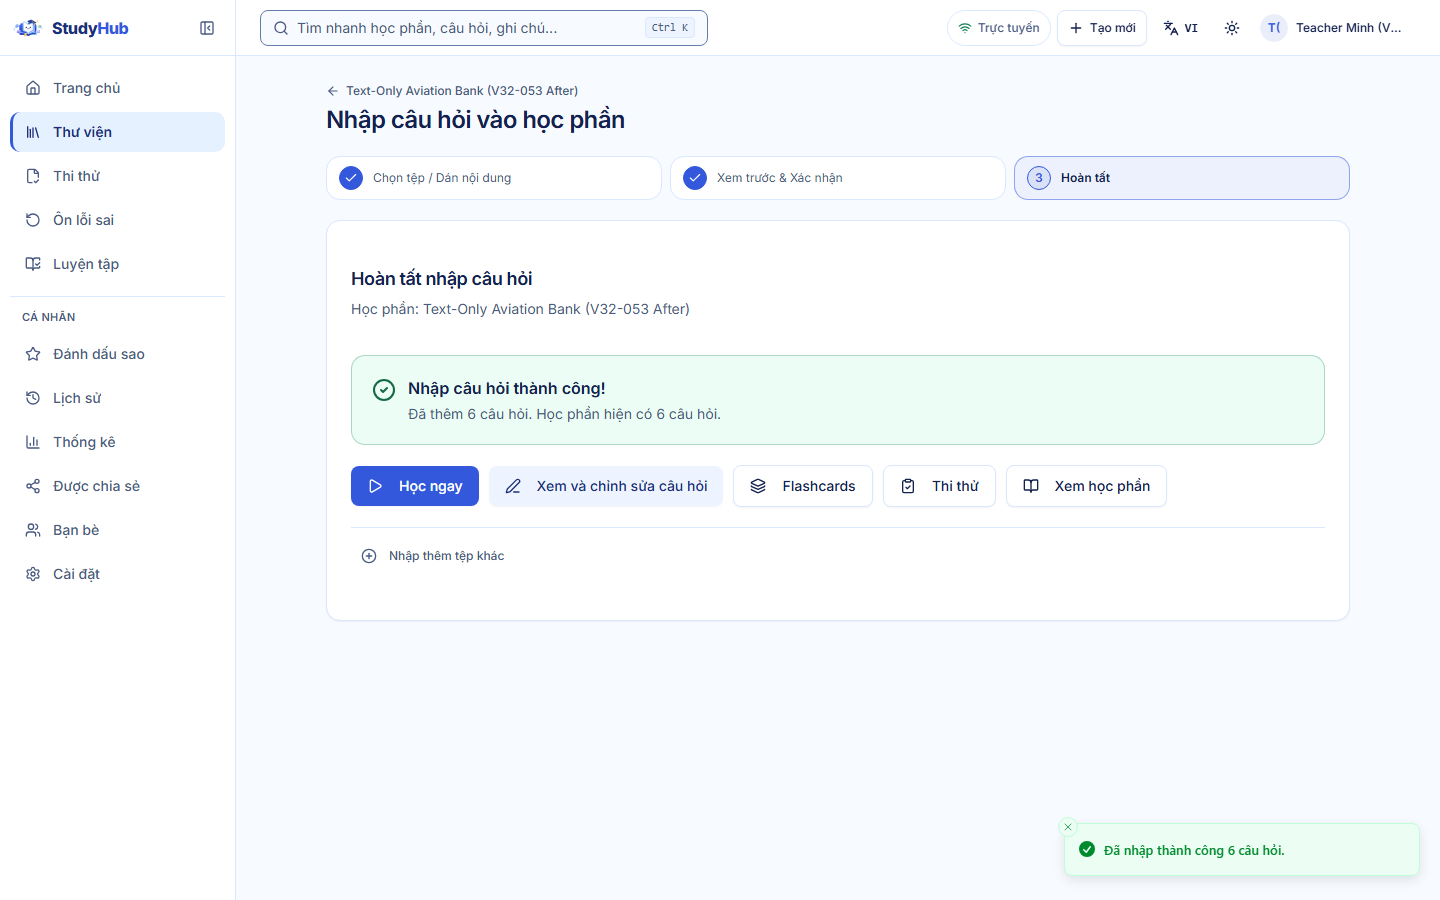 StudyHub
Tìm nhanh học phần, câu hỏi, ghi chú...
Ctrl K
Trực tuyến
Tạo mới
VI
T(
Teacher Minh (V...
Trang chủ
Thư viện
Thi thử
Ôn lỗi sai
Luyện tập
CÁ NHÂN
Đánh dấu sao
Lịch sử
Thống kê
Được chia sẻ
Bạn bè
Cài đặt
Text-Only Aviation Bank (V32-053 After)
Nhập câu hỏi vào học phần
Chọn tệp / Dán nội dung
Xem trước & Xác nhận
3
Hoàn tất
Hoàn tất nhập câu hỏi
Học phần: Text-Only Aviation Bank (V32-053 After)
Nhập câu hỏi thành công!
Đã thêm 6 câu hỏi. Học phần hiện có 6 câu hỏi.
Học ngay
Xem và chỉnh sửa câu hỏi
Flashcards
Thi thử
Xem học phần
Nhập thêm tệp khác
Đã nhập thành công 6 câu hỏi.